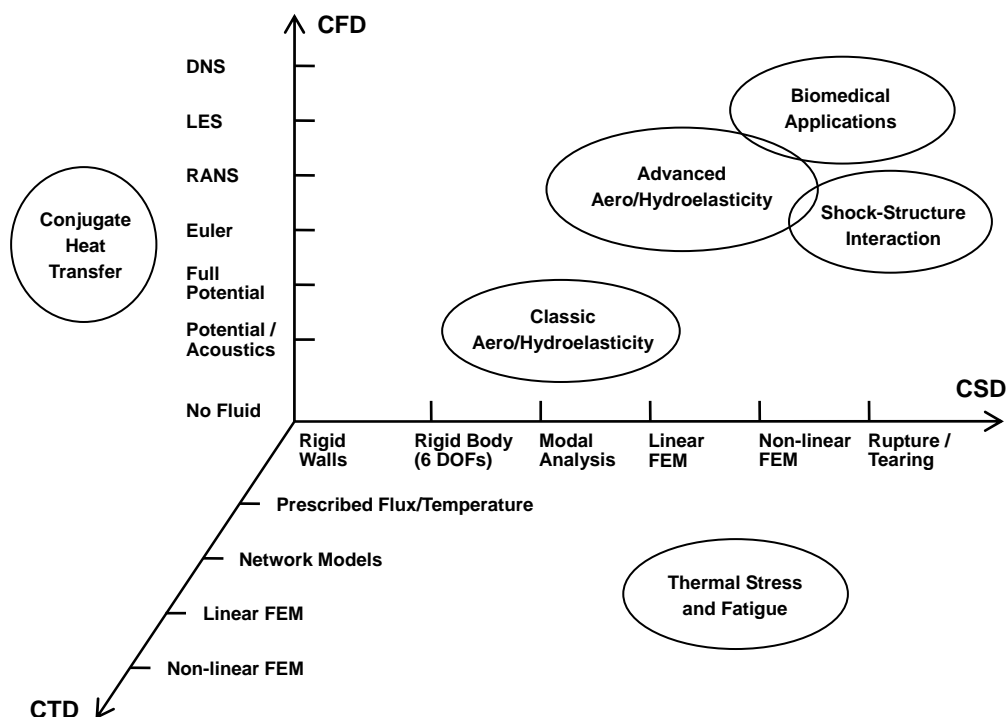 CFD
DNS
LES
RANS
Euler
Full
Potential
Potential /
Acoustics
No Fluid
Conjugate
Heat
Transfer
Biomedical
Applications
Advanced
Aero/Hydroelasticity
Shock-Structure
Interaction
Classic
Aero/Hydroelasticity
CSD
Rigid
Walls
Rigid Body
(6 DOFs)
Modal
Analysis
Linear
FEM
Non-linear
FEM
Rupture /
Tearing
Prescribed Flux/Temperature
Network Models
Linear FEM
Non-linear FEM
CTD
Thermal Stress
and Fatigue